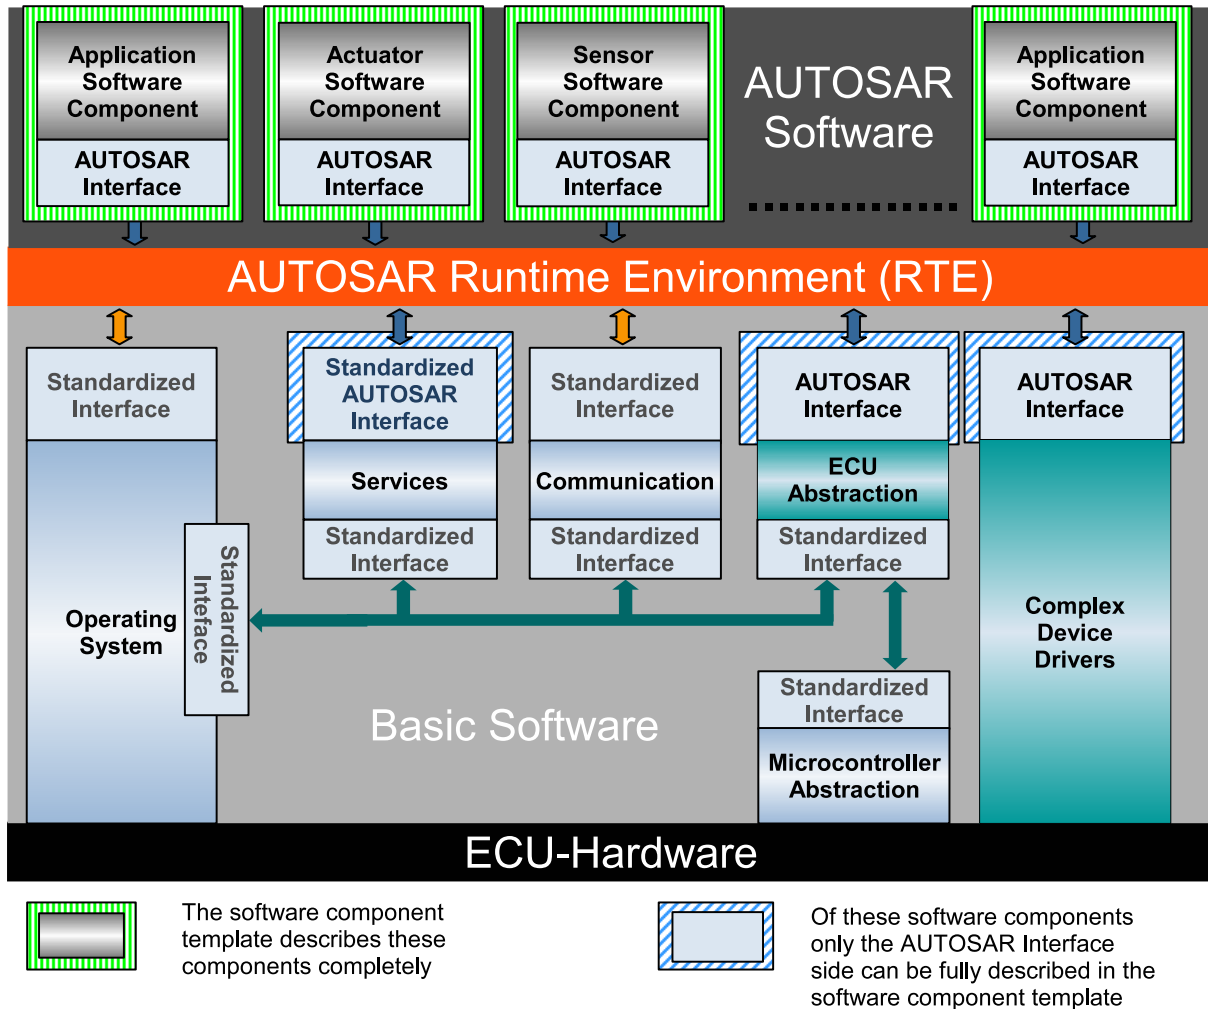 Application
Software
Component
AUTOSAR
Interface
Actuator
Software
Component
AUTOSAR
Interface
Sensor
Software
Component
AUTOSAR
Interface
AUTOSAR
Software
Application
Software
Component
AUTOSAR
Interface
AUTOSAR Runtime Environment (RTE)
Standardized
Interface
Operating
System
Standardized
Interface
Standardized
AUTOSAR
Interface
Services
Standardized
Interface
Standardized
Interface
Communication
Standardized
Interface
AUTOSAR
Interface
ECU
Abstraction
Standardized
Interface
Standardized
Interface
Microcontroller
Abstraction
AUTOSAR
Interface
Complex
Device
Drivers
Basic Software
ECU-Hardware
The software component
template describes these
components completely
Of these software components
only the AUTOSAR Interface
side can be fully described in the
software component template